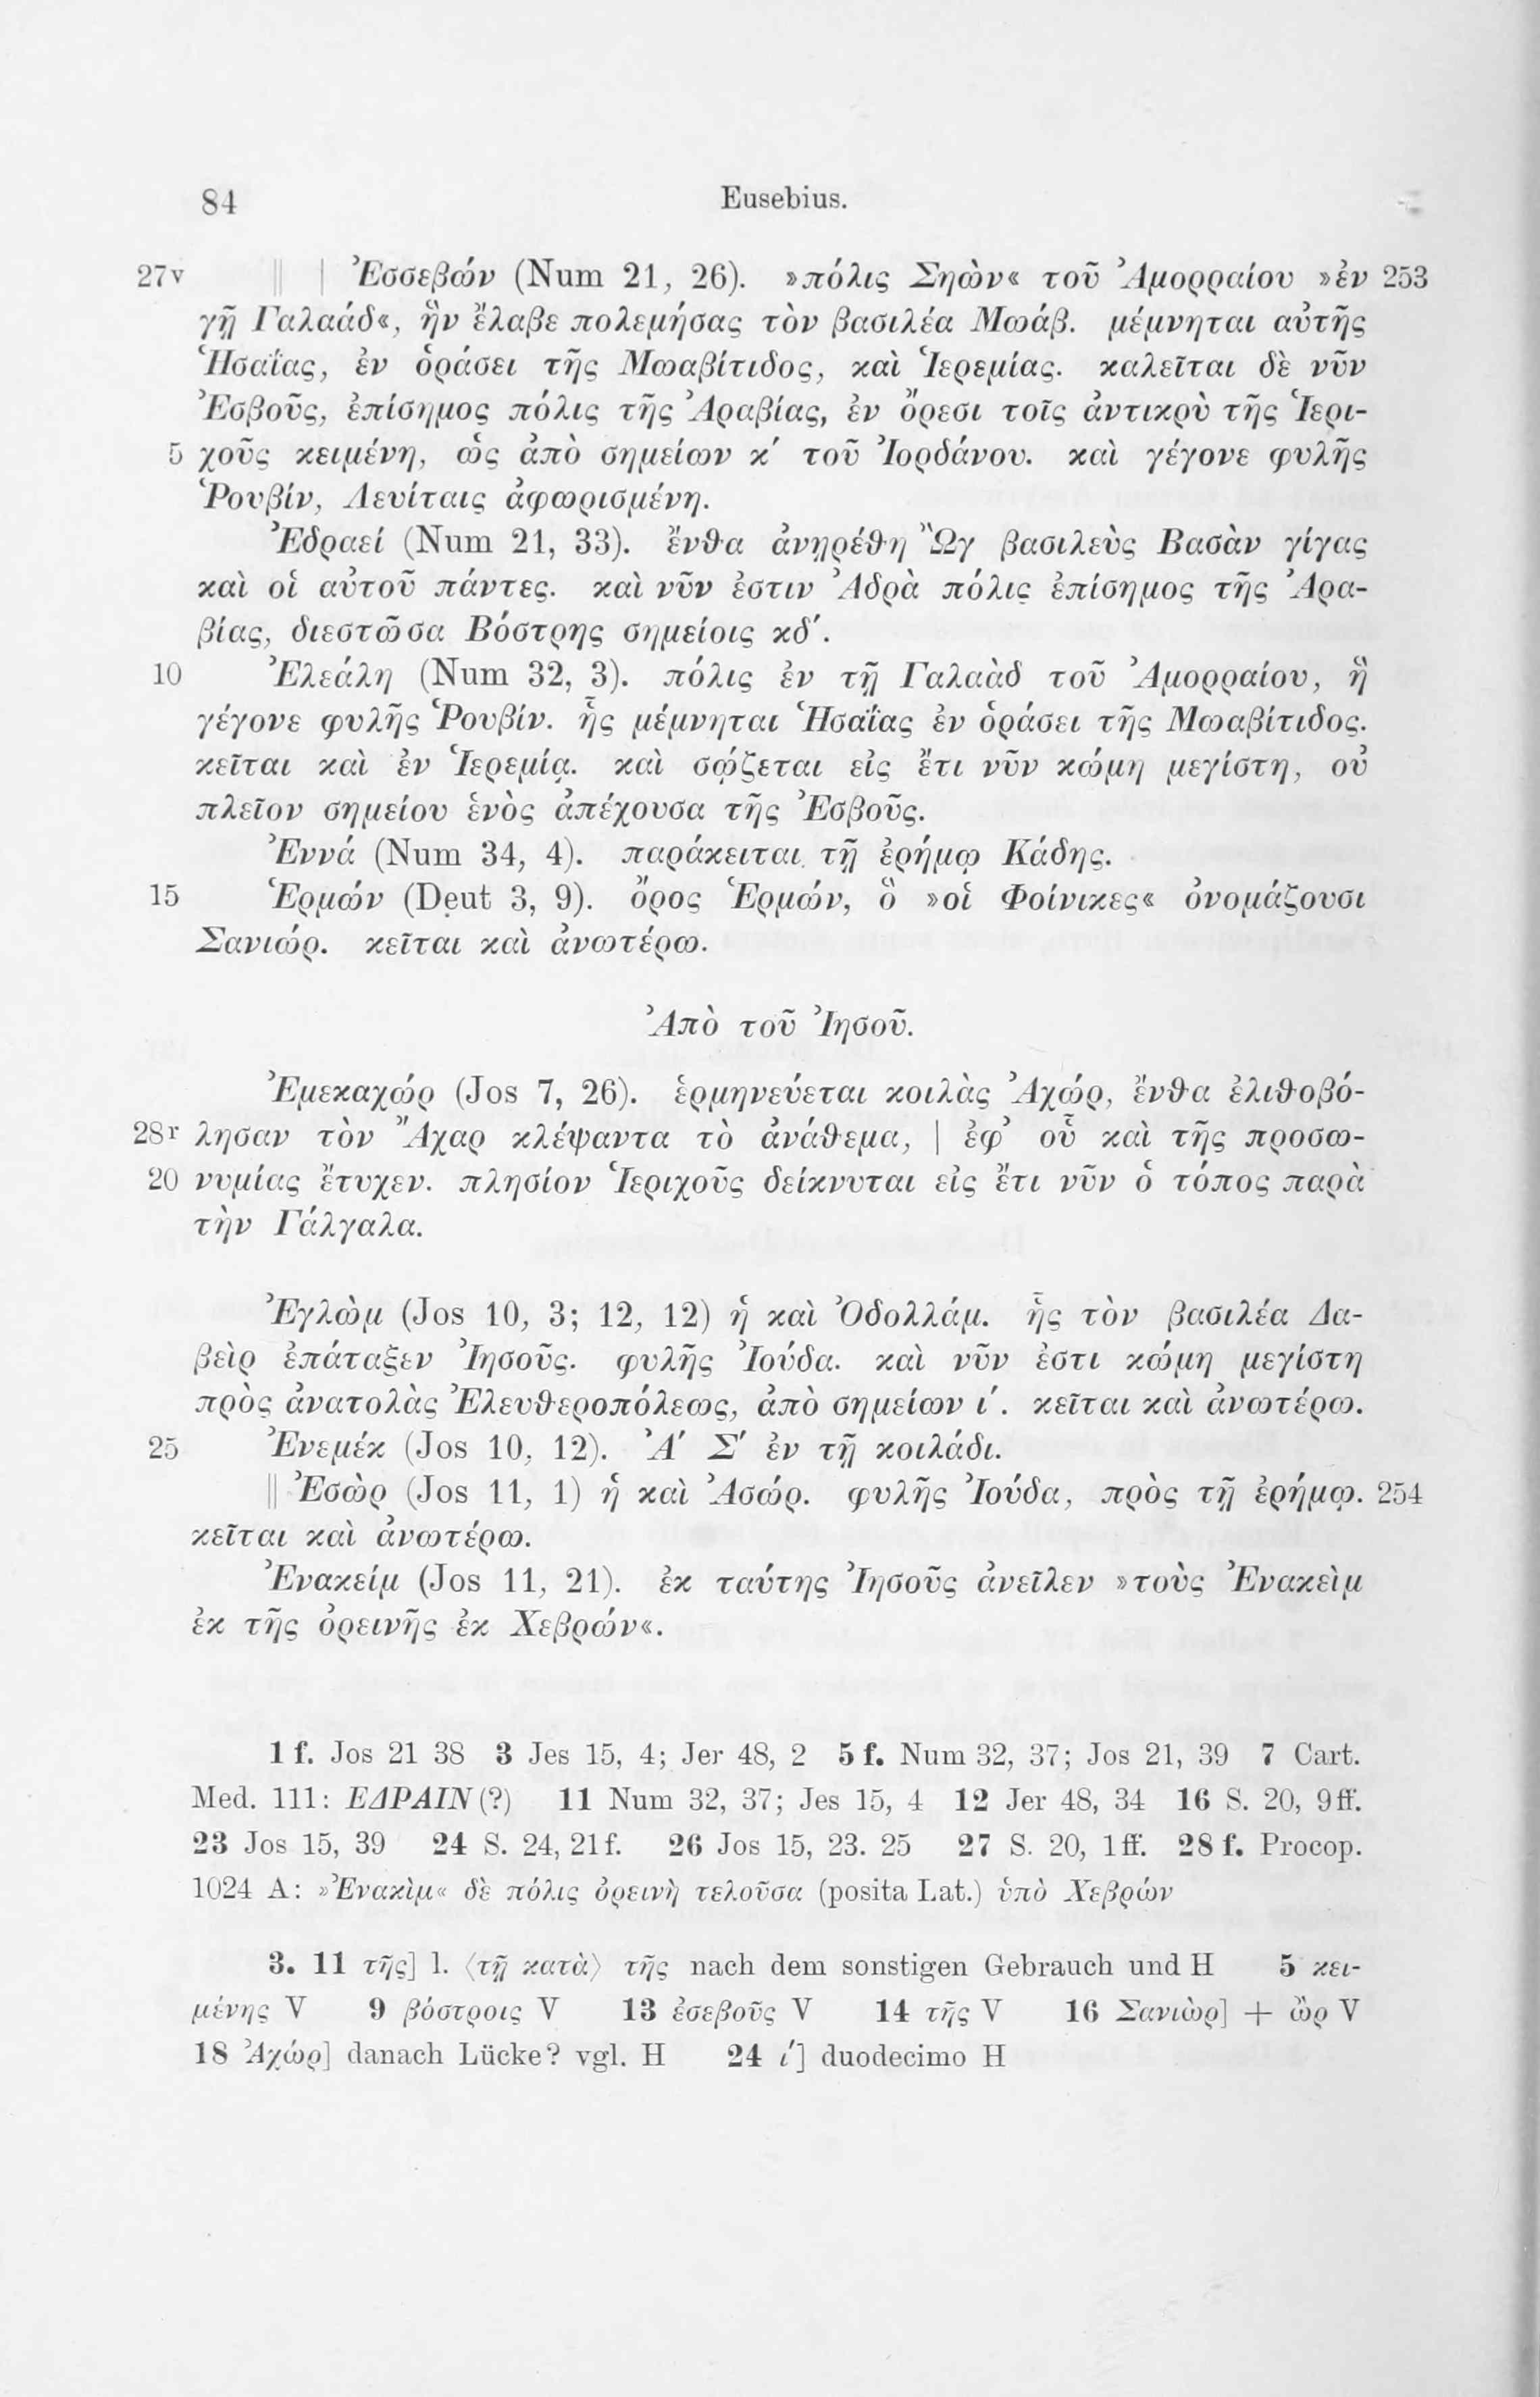 84 Eusebius.
27v || | Ἐσσεβών (Num 21, 26). »πόλις Σηὼν« τοῦ Ἀμορραίου »ἐν 253
γῇ Γαλαάδ«, ἣν ἔλαβε πολεμήσας τὸν βασιλέα Μωάβ. μέμνηται αὐτῆς
Ἡσαΐας, ἐν ὁράσει τῆς Μωαβίτιδος, καὶ Ἱερεμίας. καλεῖται δὲ νῦν
Ἐσβοῦς, ἐπίσημος πόλις τῆς Ἀραβίας, ἐν ὄρεσι τοῖς ἀντικρὺ τῆς Ἱερι-
5 χοῦς κειμένη, ὡς ἀπὸ σημείων κ´ τοῦ Ἰορδάνου. καὶ γέγονε φυλῆς
Ῥουβίν, Λευίταις ἀφωρισμένη.
Ἐδραεί (Num 21, 33). ἔνθα ἀνῃρέθη Ὢγ βασιλεὺς Βασὰν γίγας
καὶ οἱ αὐτοῦ πάντες. καὶ νῦν ἐστιν Ἀδρὰ πόλις ἐπίσημος τῆς Ἀρα-
βίας, διεστῶσα Βόστρης σημείοις κδ´.
10 Ἐλεάλη (Num 32, 3). πόλις ἐν τῇ Γαλαὰδ τοῦ Ἀμορραίου, ἣ
γέγονε φυλῆς Ῥουβίν. ἧς μέμνηται Ἡσαΐας ἐν ὁράσει τῆς Μωαβίτιδος.
κεῖται καὶ ἐν Ἱερεμίᾳ. καὶ σῴζεται εἰς ἔτι νῦν κώμη μεγίστη, οὐ
πλεῖον σημείου ἑνὸς ἀπέχουσα τῆς Ἐσβοῦς.
Ἐννά (Num 34, 4). παράκειται τῇ ἐρήμῳ Κάδης.
15 Ἑρμών (Deut 3, 9). ὄρος Ἑρμών, ὃ »οἱ Φοίνικες« ὀνομάζουσι
Σανιώρ. κεῖται καὶ ἀνωτέρω.
Ἀπὸ τοῦ Ἰησοῦ.
Ἐμεκαχώρ (Jos 7, 26). ἑρμηνεύεται κοιλὰς Ἀχώρ, ἔνθα ἐλιθοβό-
28r λησαν τὸν Ἄχαρ κλέψαντα τὸ ἀνάθεμα, | ἐφ’ οὗ καὶ τῆς προσω-
20 νυμίας ἔτυχεν. πλησίον Ἱεριχοῦς δείκνυται εἰς ἔτι νῦν ὁ τόπος παρὰ
τὴν Γάλγαλα.
Ἐγλὼμ (Jos 10, 3; 12, 12) ἡ καὶ Ὀδολλάμ. ἧς τὸν βασιλέα Δα-
βεὶρ ἐπάταξεν Ἰησοῦς. φυλῆς Ἰούδα. καὶ νῦν ἐστι κώμη μεγίστη
πρὸς ἀνατολὰς Ἐλευθεροπόλεως, ἀπὸ σημείων ι´. κεῖται καὶ ἀνωτέρω.
25 Ἐνεμέκ (Jos 10, 12). Ἀ´ Σ´ ἐν τῇ κοιλάδι.
|| Ἐσὼρ (Jos 11, 1) ἡ καὶ Ἀσώρ. φυλῆς Ἰούδα, πρὸς τῇ ἐρήμῳ. 254
κεῖται καὶ ἀνωτέρω.
Ἐνακείμ (Jos 11, 21). ἐκ ταύτης Ἰησοῦς ἀνεῖλεν »τοὺς Ἐνακεὶμ
ἐκ τῆς ὀρεινῆς ἐκ Χεβρών«.
1 f. Jos 21 38 3 Jes 15, 4; Jer 48, 2 5 f. Num 32, 37; Jos 21, 39 7 Cart.
Med. 111: ΕΔΡΑΙΝ (?) 11 Num 32, 37; Jes 15, 4 12 Jer 48, 34 16 S. 20, 9 ff.
23 Jos 15, 39 24 S. 24, 21 f. 26 Jos 15, 23. 25 27 S. 20, 1 ff. 28 f. Procop.
1024 A: »Ἐνακὶμ« δὲ πόλις ὀρεινὴ τελοῦσα (posita Lat.) ὑπὸ Χεβρών
3. 11 τῆς] l. ⟨τῇ κατὰ⟩ τῆς nach dem sonstigen Gebrauch und H 5 κει-
μένης V 9 βόστροις V 13 ἐσεβοῦς V 14 τῆς V 16 Σανιὼρ] + ὢρ V
18 Ἀχώρ] danach Lücke? vgl. H 24 ι´] duodecimo H